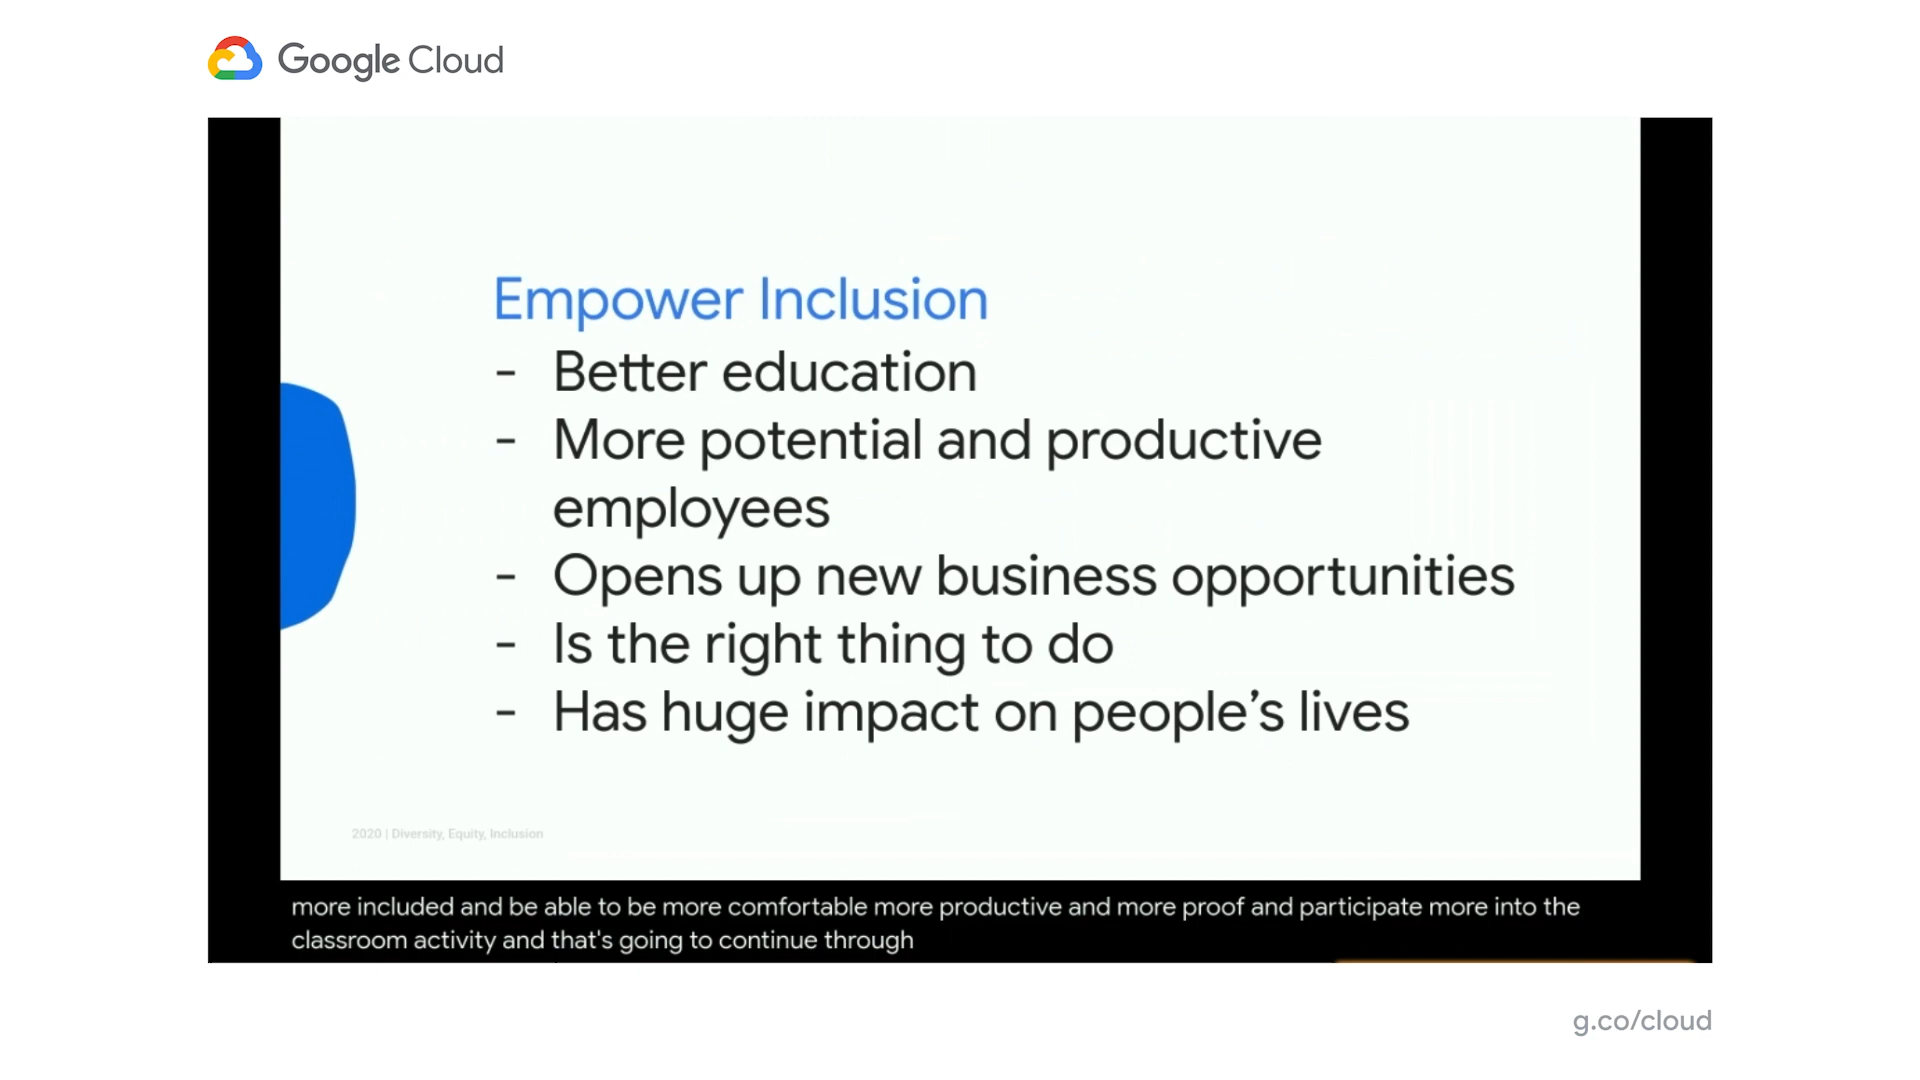 Google Cloud
Empower Inclusion
- Better education
- More potential and productive
employees
- Opens up new business opportunities
- Is the right thing to do
- Has huge impact on people’s lives
2020 | Diversity, Equity, Inclusion
more included and be able to be more comfortable more productive and more proof and participate more into the
classroom activity and that's going to continue through
g.co/cloud